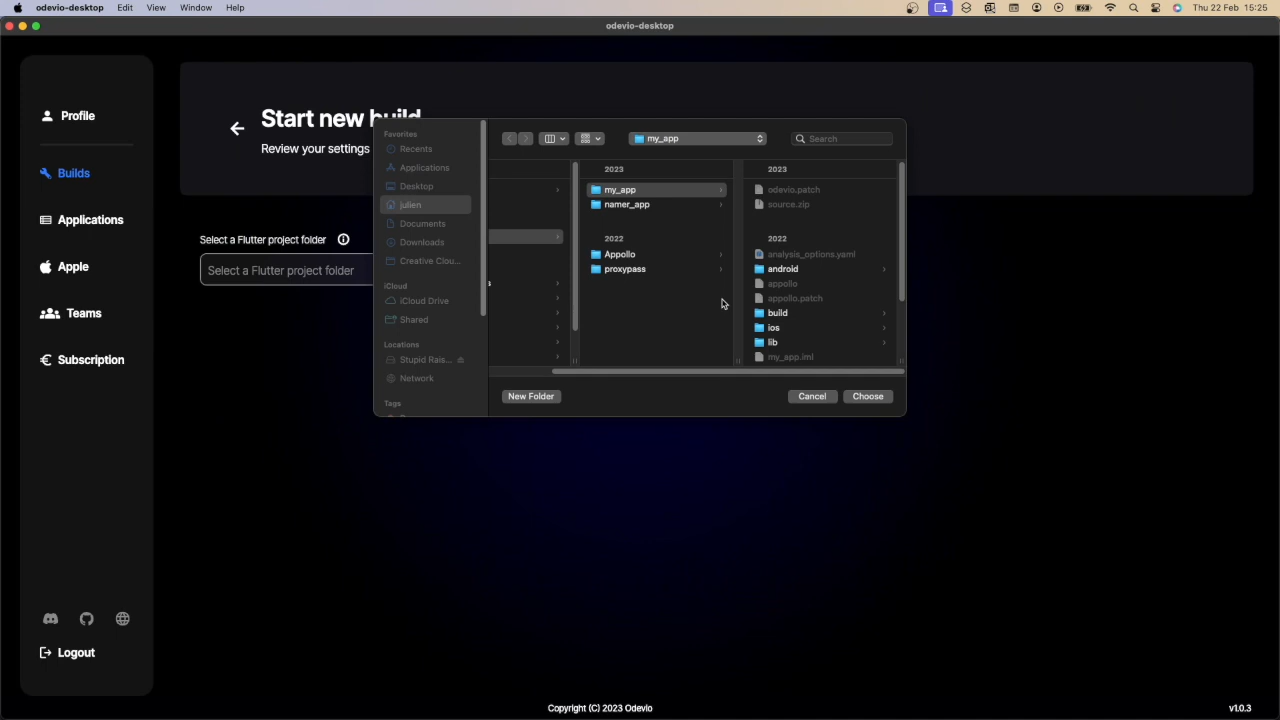 odevio-desktop Edit View Window Help Thu 22 Feb 15:25
odevio-desktop
Profile
Builds
Applications
Apple
Teams
Subscription
Logout
Start new build
Review your settings
Select a Flutter project folder
Select a Flutter project folder
Favorites
Recents
Applications
Desktop
julien
Documents
Downloads
Creative Clou...
iCloud
iCloud Drive
Shared
Locations
Stupid Rais...
Network
Tags
my_app
Search
2023
my_app
namer_app
2022
Appollo
proxypass
2023
odevio.patch
source.zip
2022
analysis_options.yaml
android
appollo
appollo.patch
build
ios
lib
my_app.iml
New Folder
Cancel
Choose
Copyright (C) 2023 Odevio
v1.0.3